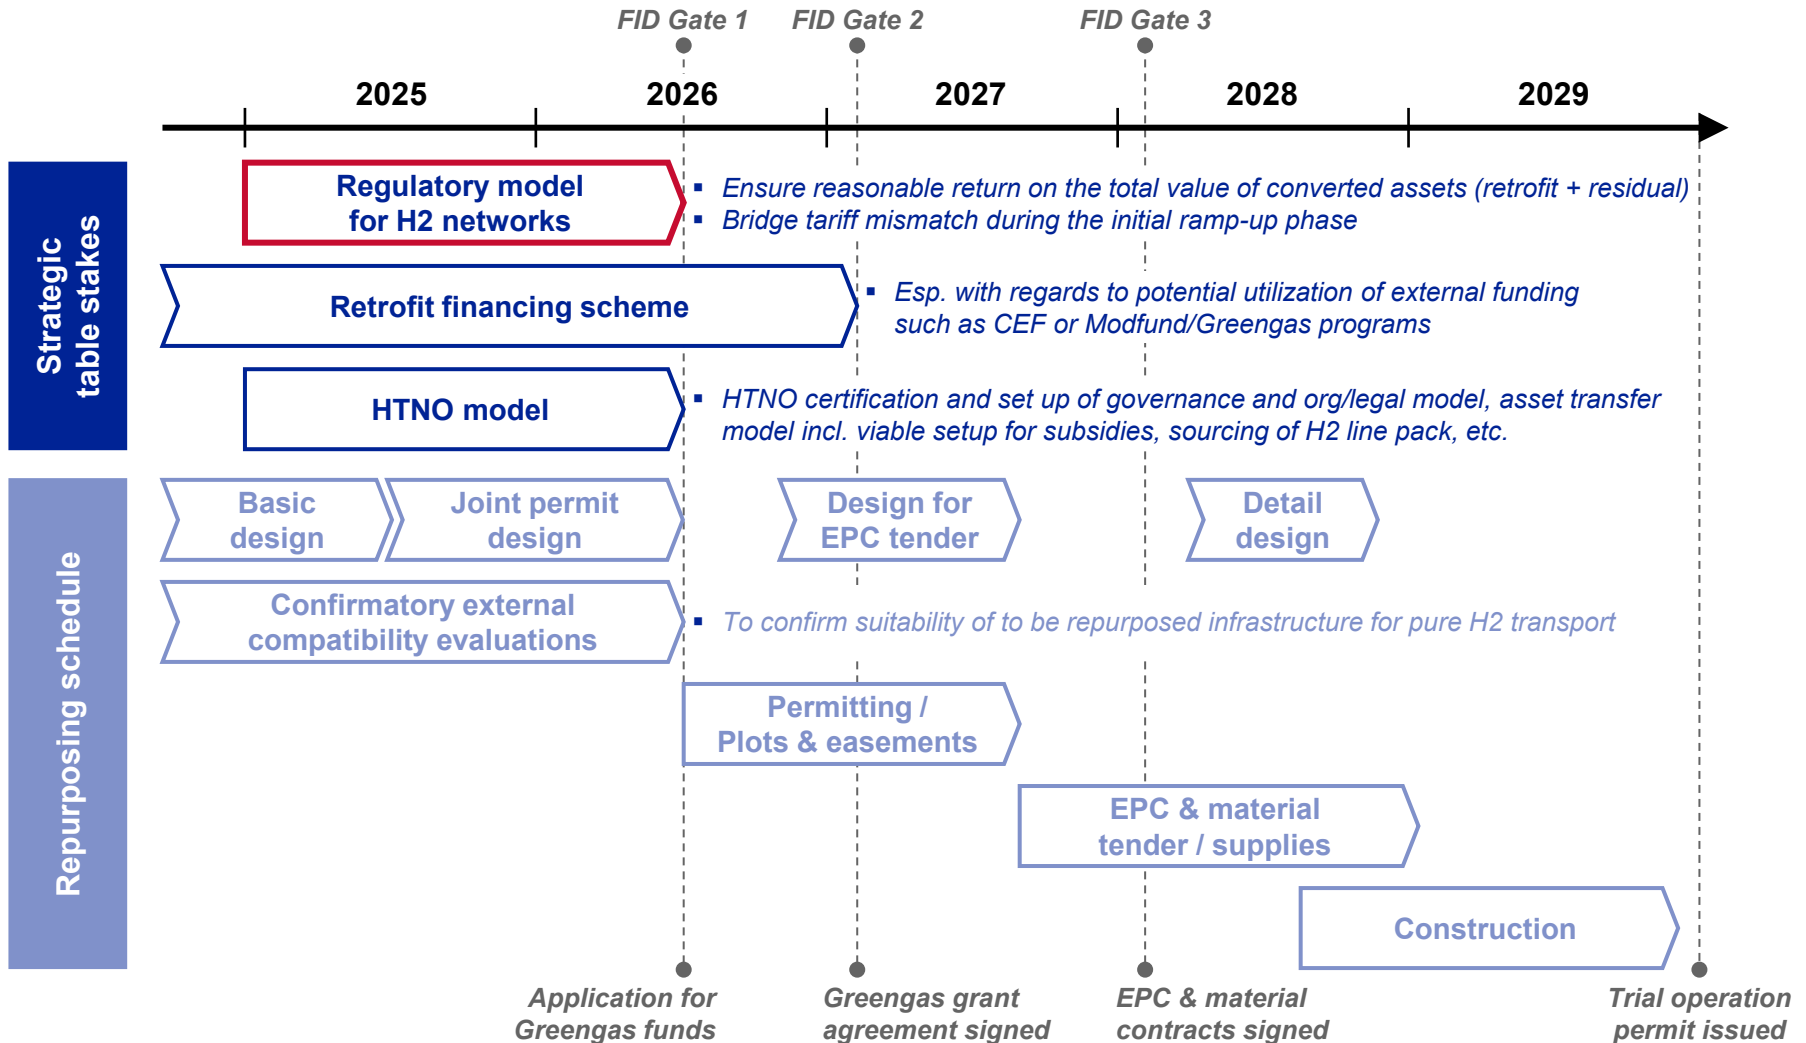 FID Gate 1
FID Gate 2
FID Gate 3
2025
2026
2027
2028
2029
Strategic
table stakes
Regulatory model
for H2 networks
▪ Ensure reasonable return on the total value of converted assets (retrofit + residual)
▪ Bridge tariff mismatch during the initial ramp-up phase
Retrofit financing scheme
▪ Esp. with regards to potential utilization of external funding
such as CEF or Modfund/Greengas programs
HTNO model
▪ HTNO certification and set up of governance and org/legal model, asset transfer
model incl. viable setup for subsidies, sourcing of H2 line pack, etc.
Repurposing schedule
Basic
design
Joint permit
design
Design for
EPC tender
Detail
design
Confirmatory external
compatibility evaluations
▪ To confirm suitability of to be repurposed infrastructure for pure H2 transport
Permitting /
Plots & easements
EPC & material
tender / supplies
Construction
Application for
Greengas funds
Greengas grant
agreement signed
EPC & material
contracts signed
Trial operation
permit issued